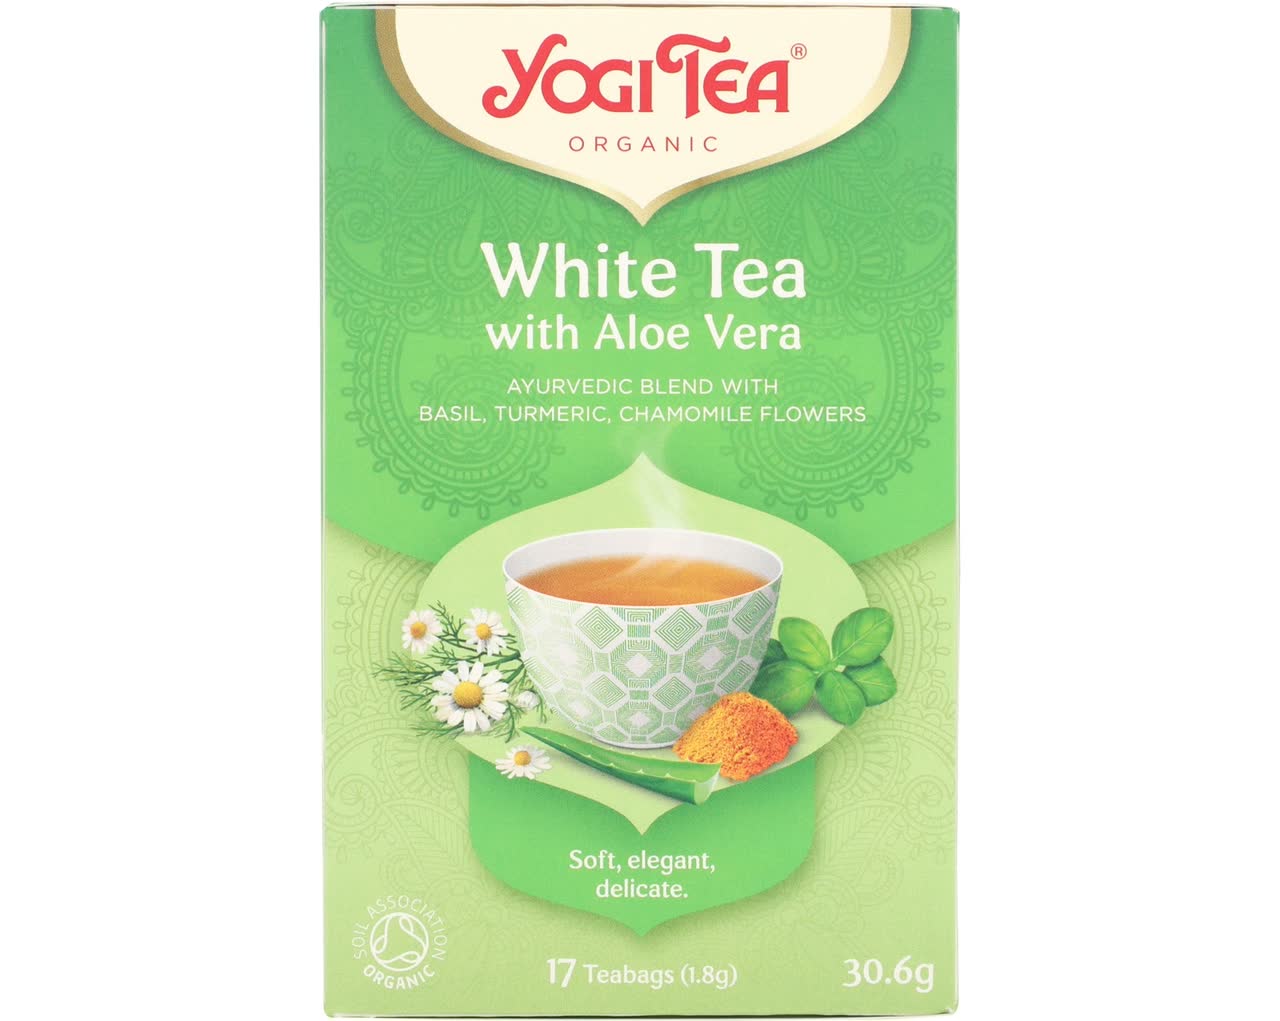 YOGI TEA®
ORGANIC
White Tea
with Aloe Vera
AYURVEDIC BLEND WITH
BASIL, TURMERIC, CHAMOMILE FLOWERS
Soft, elegant,
delicate.
SOIL ASSOCIATION
ORGANIC
17 Teabags (1.8g)
30.6g